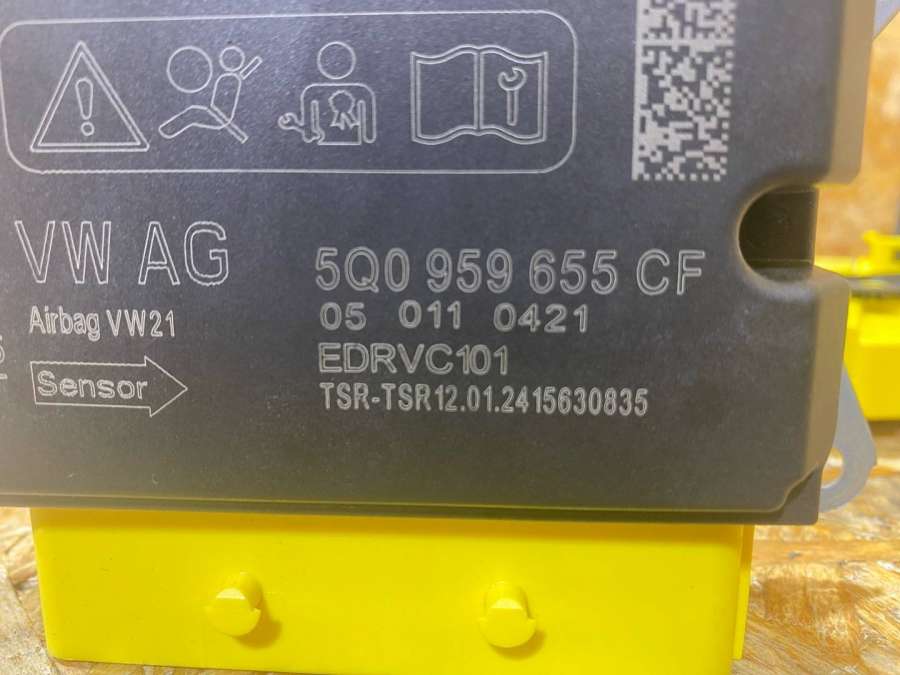 VW AG
5Q0 959 655 CF
Airbag VW21
05 011 0421
EDRVC101
Sensor
TSR-TSR12.01.2415630835